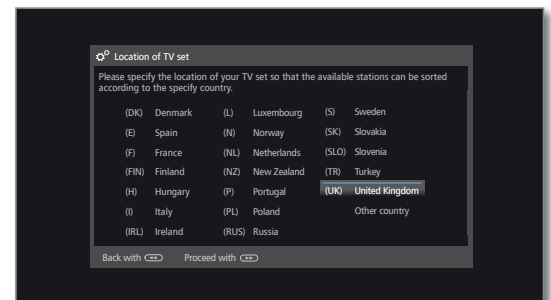 Location of TV set
Please specify the location of your TV set so that the available stations can be sorted
according to the specify country.
(DK) Denmark (L) Luxembourg (S) Sweden
(E) Spain (N) Norway (SK) Slovakia
(F) France (NL) Netherlands (SLO) Slovenia
(FIN) Finland (NZ) New Zealand (TR) Turkey
(H) Hungary (P) Portugal (UK) United Kingdom
(I) Italy (PL) Poland Other country
(IRL) Ireland (RUS) Russia
Back with Proceed with